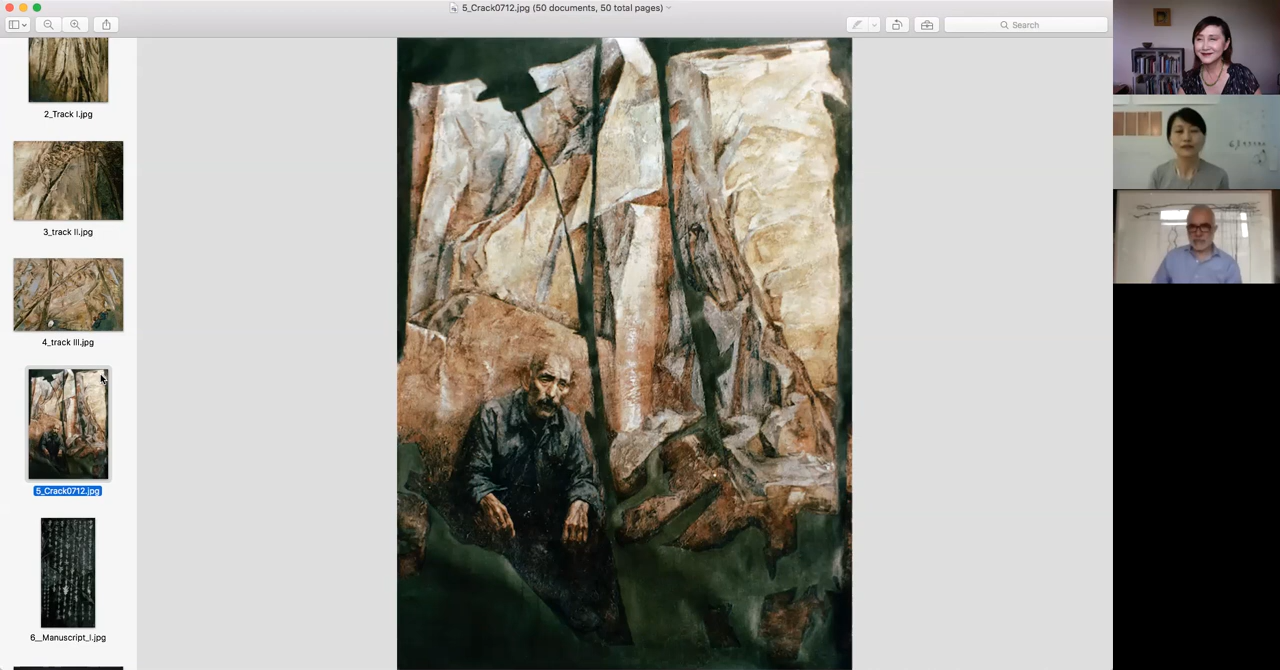 5_Crack0712.jpg (50 documents, 50 total pages)
Search
2_Track I.jpg
3_track II.jpg
4_track III.jpg
5_Crack0712.jpg
6__Manuscript_I.jpg